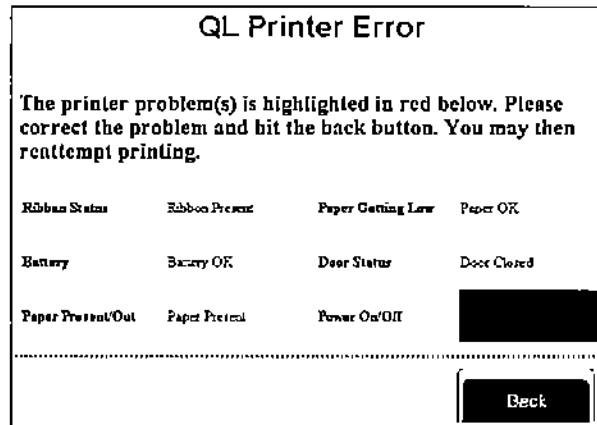 QL Printer Error
The printer problem(s) is highlighted in red below. Please
correct the problem and hit the back button. You may then
reattempt printing.
Ribbon Status Ribbon Present Paper Getting Low Paper OK
Battery Battery OK Door Status Door Closed
Paper Present/Out Paper Present Power On/Off
Back